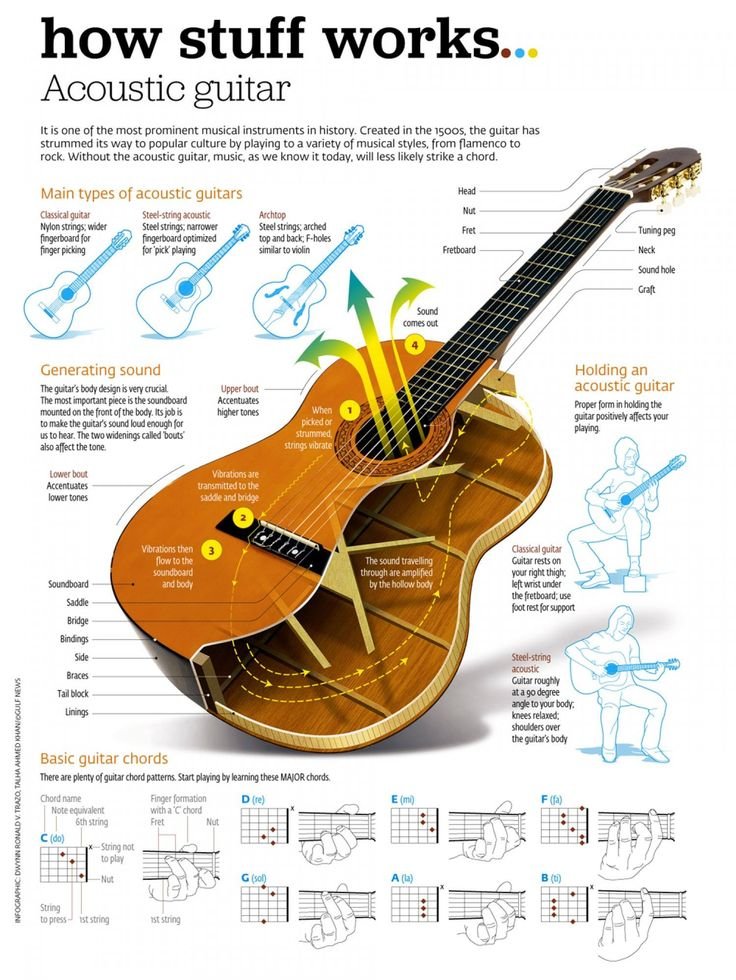 how stuff works...
Acoustic guitar
It is one of the most prominent musical instruments in history. Created in the 1500s, the guitar has
strummed its way to popular culture by playing to a variety of musical styles, from flamenco to
rock. Without the acoustic guitar, music, as we know it today, will less likely strike a chord.
Main types of acoustic guitars
Classical guitar
Nylon strings; wider
fingerboard for
finger picking
Steel-string acoustic
Steel strings; narrower
fingerboard optimized
for 'pick' playing
Archtop
Steel strings; arched
top and back; F-holes
similar to violin
Head
Nut
Fret
Fretboard
Tuning peg
Neck
Sound hole
Graft
Sound
comes out
4
Generating sound
The guitar's body design is very crucial.
The most important piece is the soundboard
mounted on the front of the body. Its job is
to make the guitar's sound loud enough for
us to hear. The two widenings called 'bouts'
also affect the tone.
Upper bout
Accentuates
higher tones
Lower bout
Accentuates
lower tones
1
When
picked or
strummed,
strings vibrate
Vibrations are
transmitted to the
saddle and bridge
2
3
Vibrations then
flow to the
soundboard
and body
The sound travelling
through are amplified
by the hollow body
Soundboard
Saddle
Bridge
Bindings
Side
Braces
Tail block
Linings
Holding an
acoustic guitar
Proper form in holding the
guitar positively affects your
playing.
Classical guitar
Guitar rests on
your right thigh;
left wrist under
the fretboard; use
foot rest for support
Steel-string
acoustic
Guitar roughly
at a 90 degree
angle to your body;
knees relaxed;
shoulders over
the guitar's body
Basic guitar chords
There are plenty of guitar chord patterns. Start playing by learning these MAJOR chords.
Chord name
Note equivalent
6th string
C (do)
x
String not
to play
Nut
String
to press
1st string
Finger formation
with a 'C' chord
Fret
Nut
1st string
D (re)
x
E (mi)
F (fa)
G (sol)
A (la)
x
B (ti)
x
INFOGRAPHIC: DWYNN RONALD V. TRAZO, TALHA AHMED KHAN/©GULF NEWS